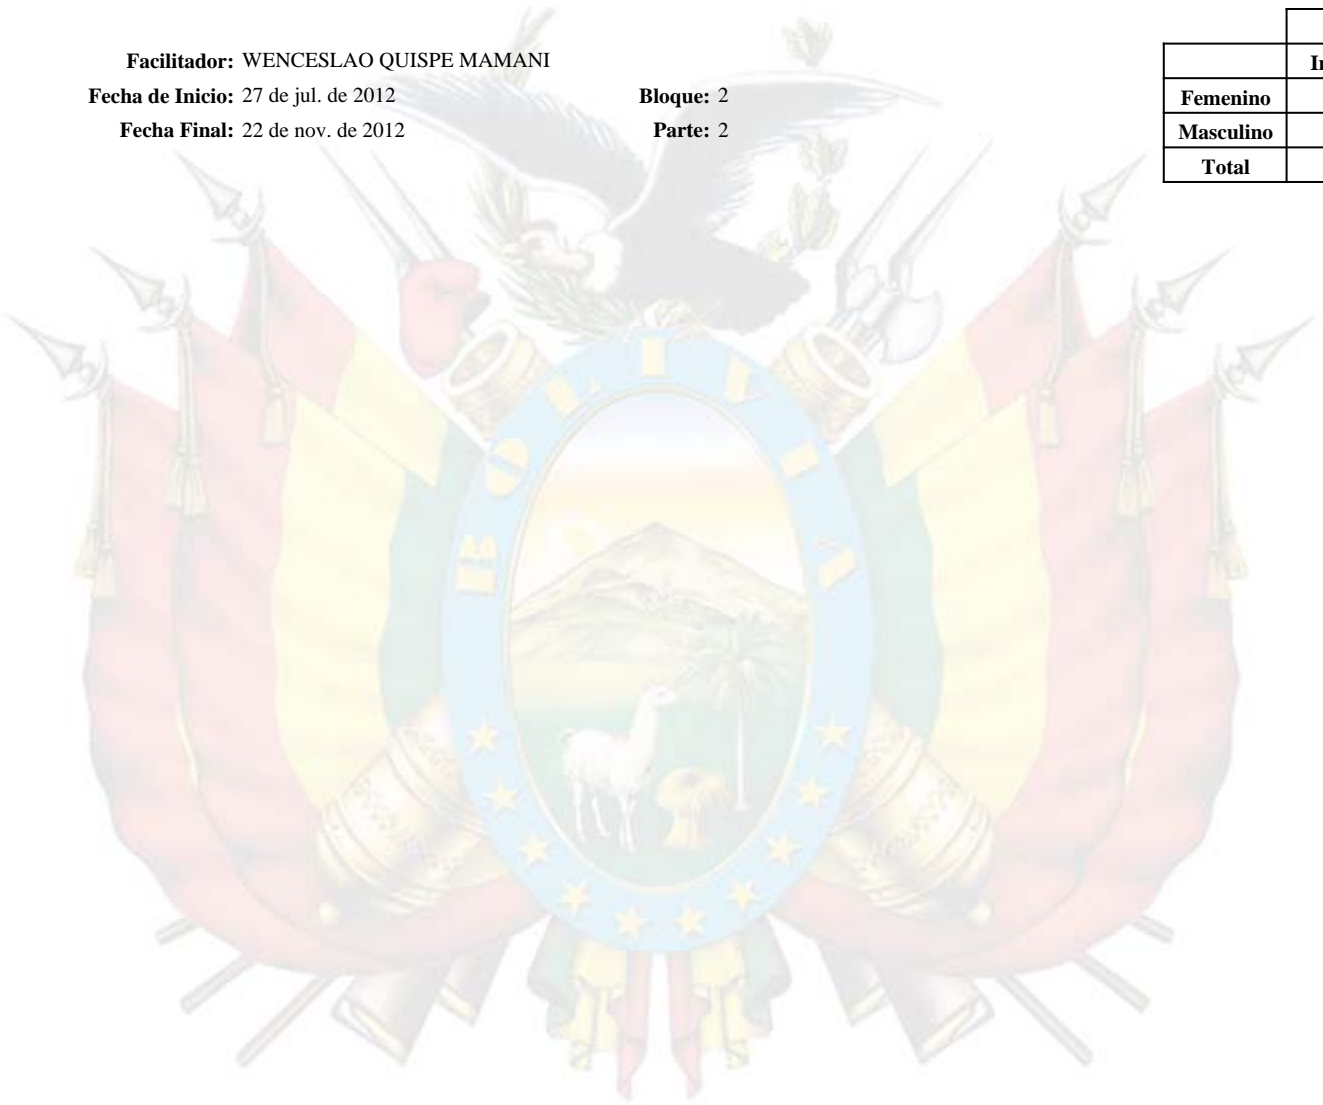 Facilitador: WENCESLAO QUISPE MAMANI
Fecha de Inicio: 27 de jul. de 2012 Bloque: 2
Fecha Final: 22 de nov. de 2012 Parte: 2
Femenino
Masculino
Total
BOLIVIA